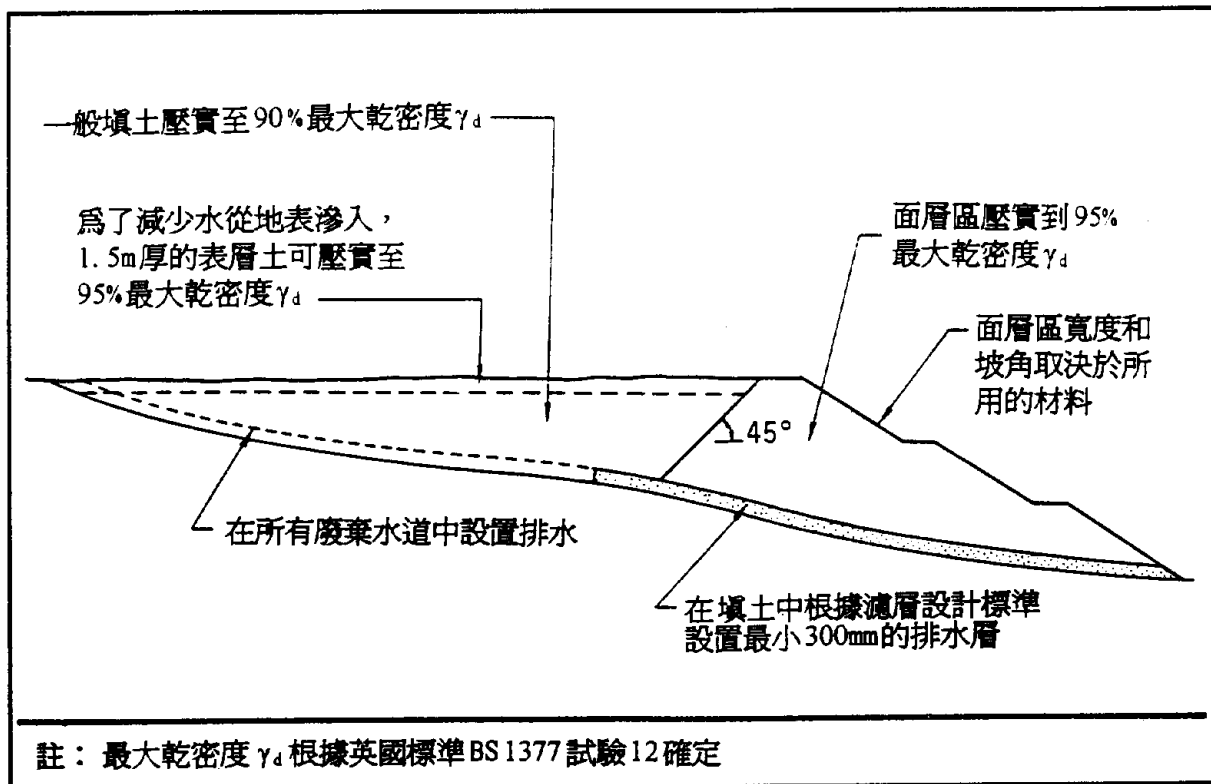 一般填土壓實至90%最大乾密度γd
爲了減少水從地表滲入，
1.5m厚的表層土可壓實至
95%最大乾密度γd
面層區壓實到95%
最大乾密度γd
面層區寬度和
坡角取決於所
用的材料
45°
在所有廢棄水道中設置排水
在填土中根據濾層設計標準
設置最小300mm的排水層
註： 最大乾密度γd根據英國標準BS1377試驗12確定